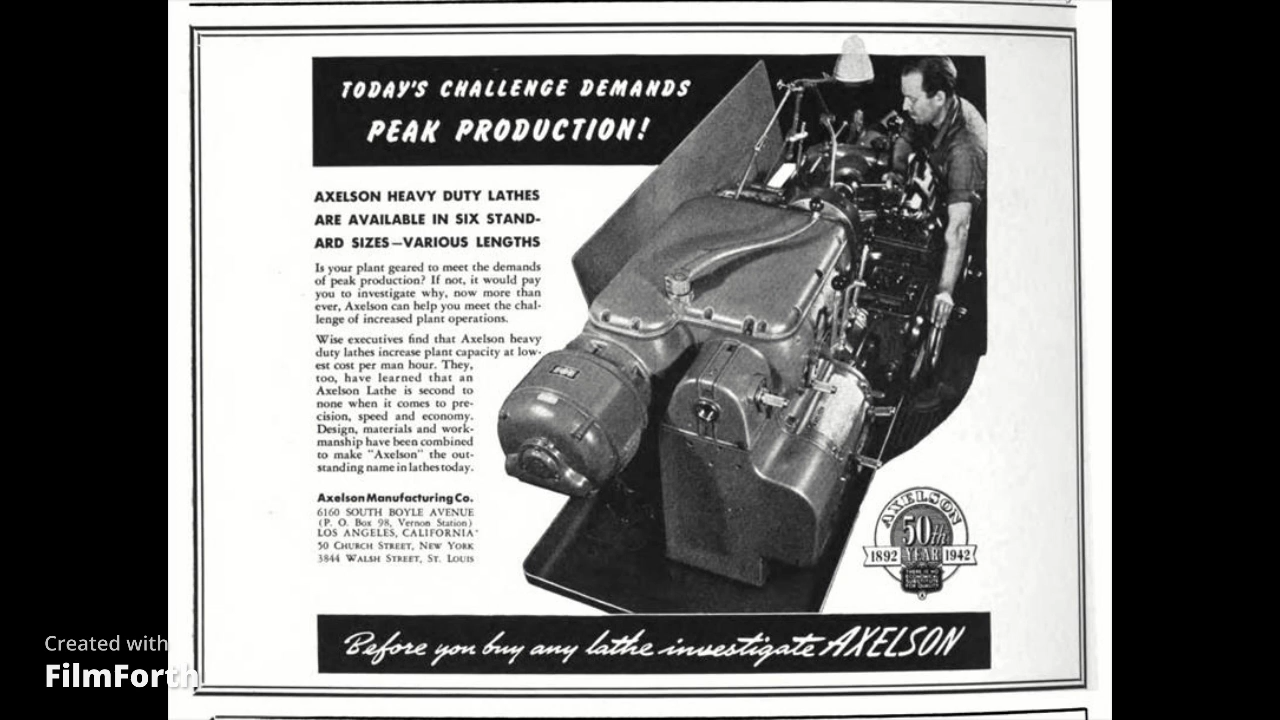 TODAY'S CHALLENGE DEMANDS
PEAK PRODUCTION!
AXELSON HEAVY DUTY LATHES
ARE AVAILABLE IN SIX STAND-
ARD SIZES—VARIOUS LENGTHS
Is your plant geared to meet the demands
of peak production? If not, it would pay
you to investigate why, now more than
ever, Axelson can help you meet the chal-
lenge of increased plant operations.
Wise executives find that Axelson heavy
duty lathes increase plant capacity at low-
est cost per man hour. They,
too, have learned that an
Axelson Lathe is second to
none when it comes to pre-
cision, speed and economy.
Design, materials and work-
manship have been combined
to make "Axelson" the out-
standing name in lathes today.
Axelson Manufacturing Co.
6160 SOUTH BOYLE AVENUE
(P. O. Box 98, Vernon Station)
LOS ANGELES, CALIFORNIA
50 CHURCH STREET, NEW YORK
3844 WALSH STREET, ST. LOUIS
AXELSON
50th
1892 YEAR 1942
THERE IS NO
ECONOMICAL
SUBSTITUTE
FOR QUALITY
Before you buy any lathe investigate AXELSON
Created with
FilmForth